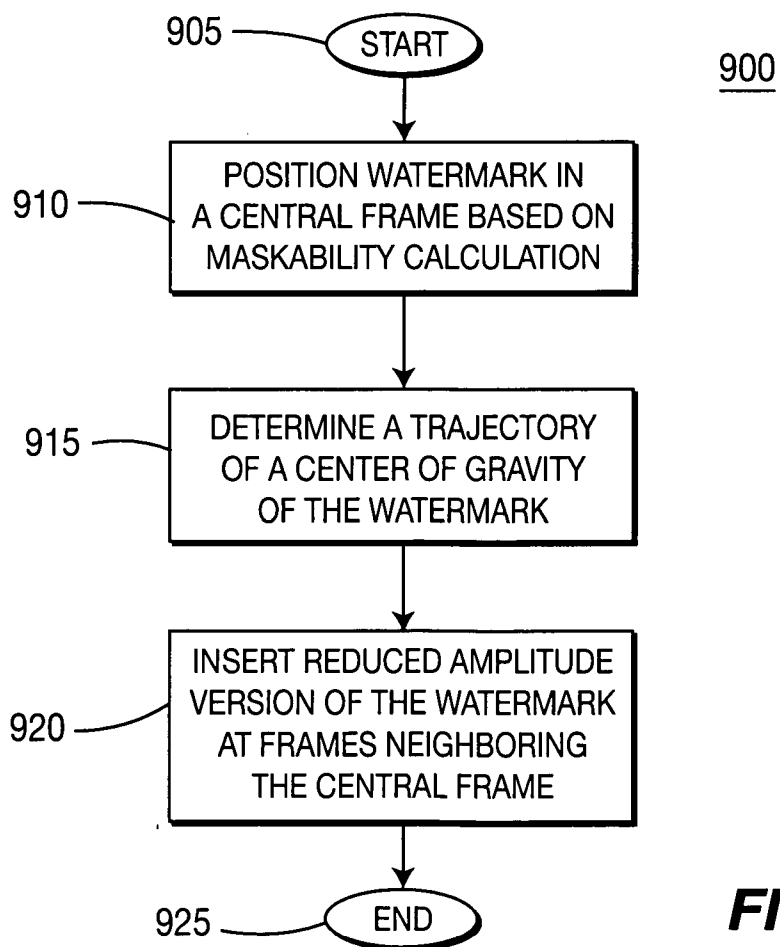 905
START
900
910
POSITION WATERMARK IN
A CENTRAL FRAME BASED ON
MASKABILITY CALCULATION
915
DETERMINE A TRAJECTORY
OF A CENTER OF GRAVITY
OF THE WATERMARK
920
INSERT REDUCED AMPLITUDE
VERSION OF THE WATERMARK
AT FRAMES NEIGHBORING
THE CENTRAL FRAME
925
END
FI